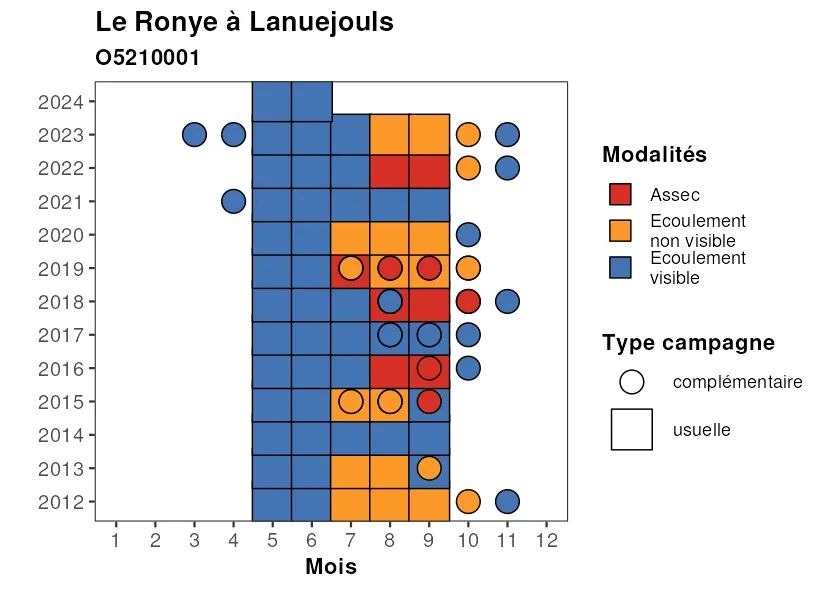 Le Ronye à Lanuejouls
O5210001
2024
2023
2022
2021
2020
2019
2018
2017
2016
2015
2014
2013
2012
1 2 3 4 5 6 7 8 9 10 11 12
Mois
Modalités
Assec
Ecoulement
non visible
Ecoulement
visible
Type campagne
complémentaire
usuelle